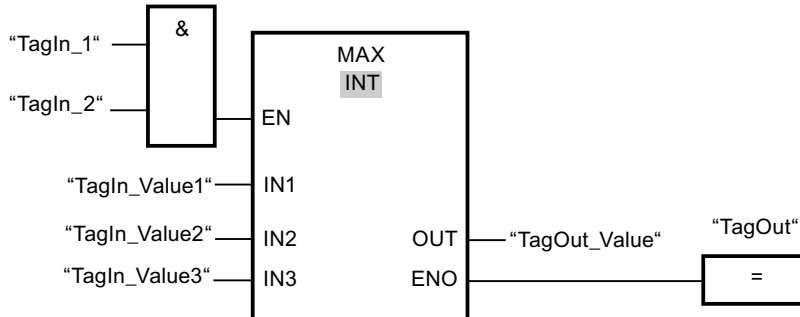 &
“TagIn_1“
MAX
INT
“TagIn_2“
EN
“TagIn_Value1“
IN1
“TagIn_Value2“
IN2
OUT
“TagOut_Value“
“TagOut“
“TagIn_Value3“
IN3
ENO
=